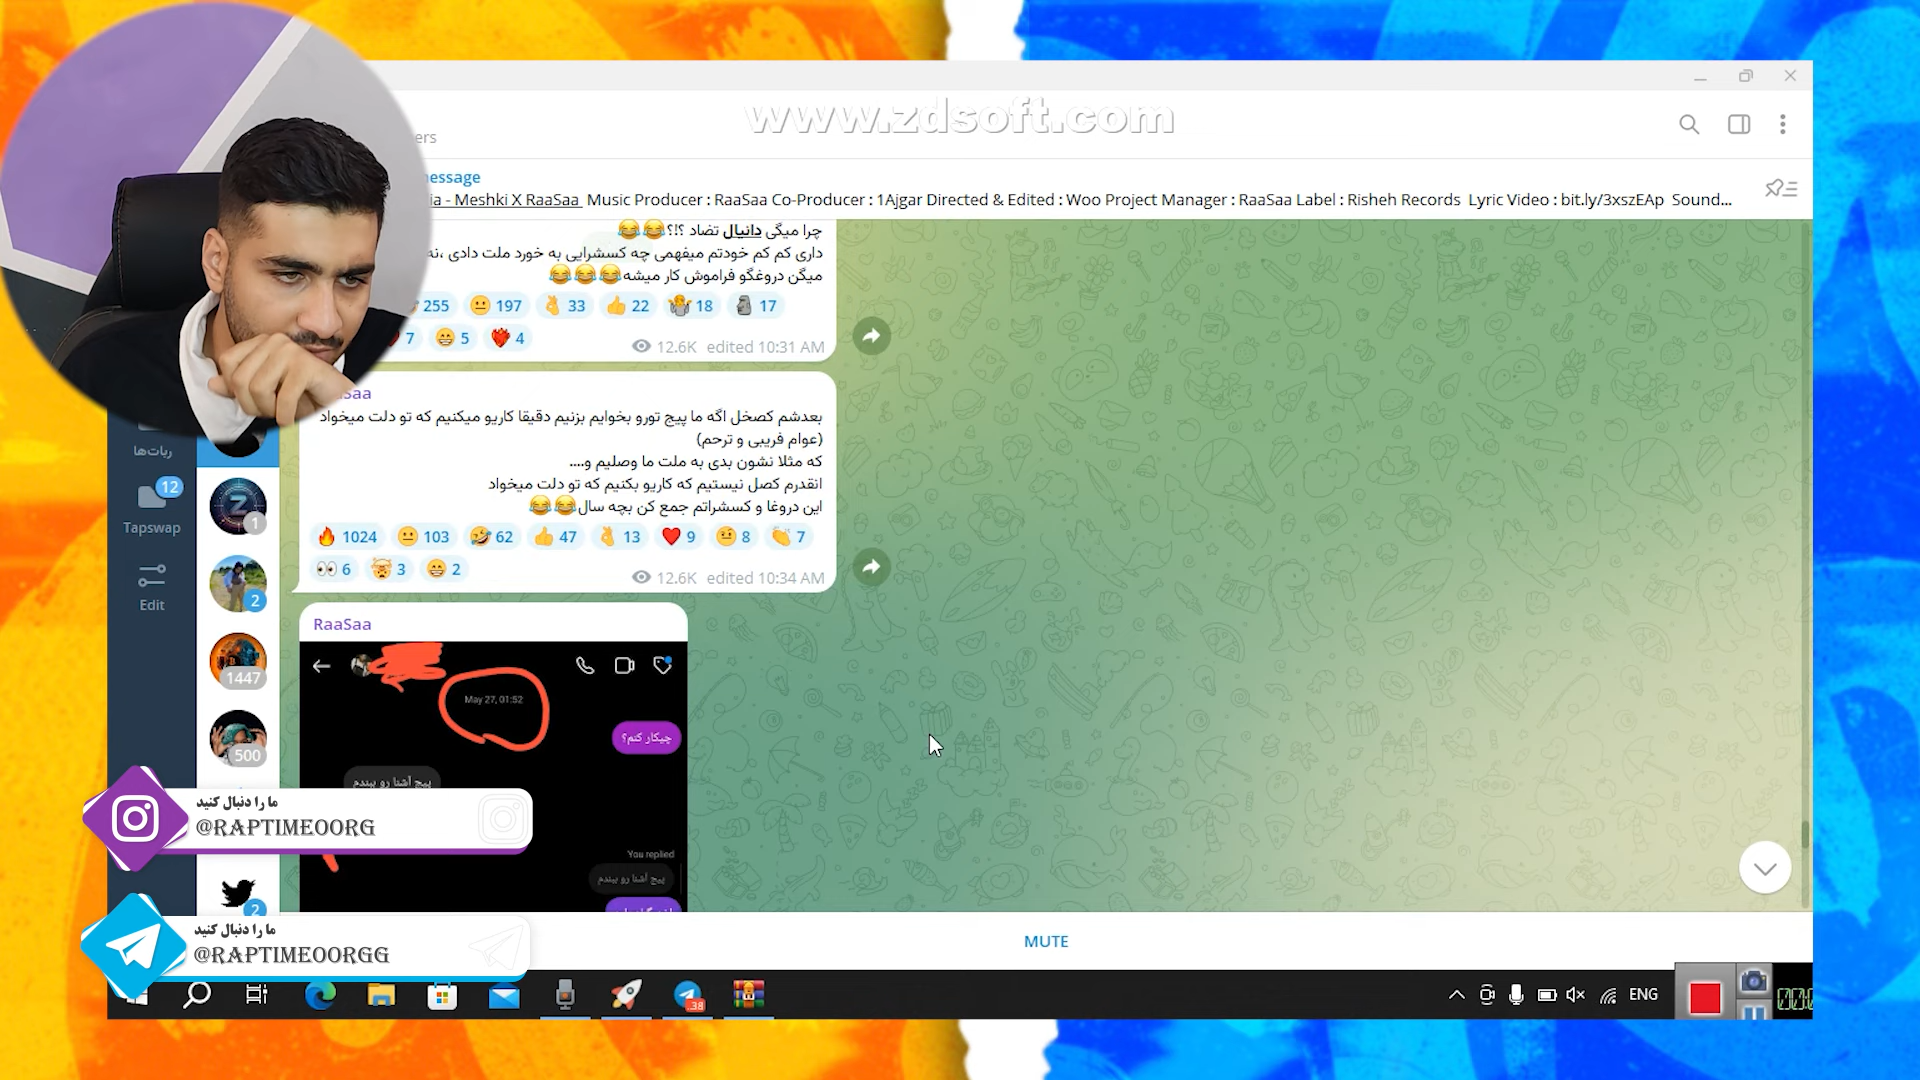 www.zdsoft.com
ers
essage
ia - Meshki X RaaSaa Music Producer : RaaSaa Co-Producer : 1Ajgar Directed & Edited : Woo Project Manager : RaaSaa Label : Risheh Records Lyric Video : bit.ly/3xszEAp Sound...
چرا میگی دانیال تضاد ؟!؟😂😂
داری کم کم خودتم میفهمی چه کسشرایی به خورد ملت دادی ،نه
میگن دروغگو فراموش کار میشه😂😂😂
255 😐 197 👌 33 👍 22 🤷 18 🗿 17
7 😁 5 ❤️‍🔥 4
12.6K edited 10:31 AM
Saa
بعدشم کصخل اگه ما پیج تورو بخوایم بزنیم دقیقا کاریو میکنیم که تو دلت میخواد
(عوام فریبی و ترحم)
که مثلا نشون بدی به ملت ما وصلیم و....
انقدرم کصل نیستیم که کاریو بکنیم که تو دلت میخواد
این دروغا و کسشراتم جمع کن بچه سال😂😂
🔥 1024 😐 103 🤣 62 👍 47 👌 13 ❤️ 9 🤨 8 👏 7
👀 6 🤯 3 😁 2
12.6K edited 10:34 AM
RaaSaa
May 27, 01:52
چیکار کنم؟
پیج آشنا رو ببندم
You replied
پیج آشنا رو ببندم
ربات‌ها
12
Tapswap
Edit
1
2
1447
500
2
ما را دنبال کنید
@RAPTIMEOORG
ما را دنبال کنید
@RAPTIMEOORGG
MUTE
38
ENG